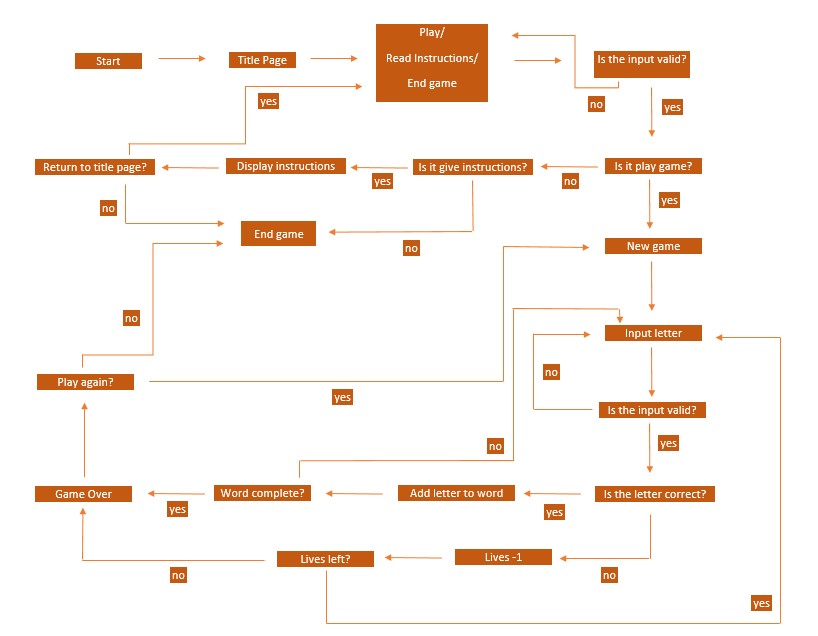 Play/
Start
Title Page
Read Instructions/
Is the input valid?
End game
yes
no
yes
Return to title page?
Display instructions
Is it give instructions?
Is it play game?
yes
no
yes
no
End game
no
New game
no
Input letter
no
Play again?
yes
Is the input valid?
no
yes
Game Over
Word complete?
Add letter to word
Is the letter correct?
yes
yes
Lives left?
Lives -1
no
no
yes